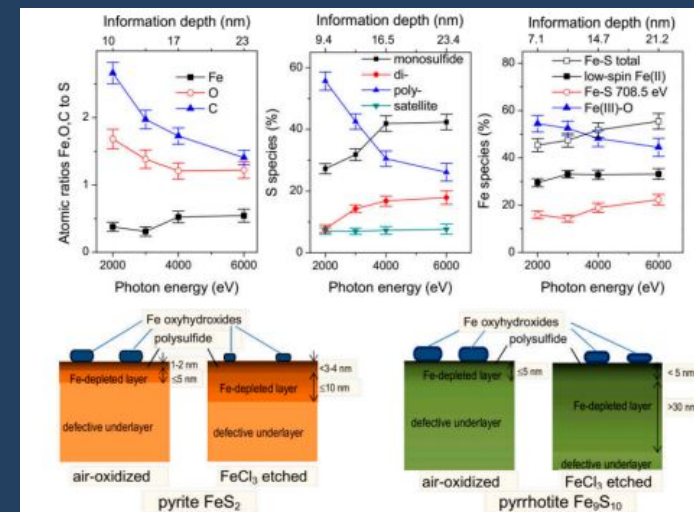 Information depth (nm)
10 17 23
Atomic ratios Fe,O,C to S
2
1
0
Fe
O
C
2000 4000 6000
Photon energy (eV)
Information depth (nm)
9.4 16.5 23.4
S species (%)
60
40
20
0
monosulfide
di-
poly-
satellite
2000 4000 6000
Photon energy (eV)
Information depth (nm)
7.1 14.7 21.2
Fe species (%)
80
60
40
20
0
Fe-S total
low-spin Fe(II)
Fe-S 708.5 eV
Fe(III)-O
2000 4000 6000
Photon energy (eV)
Fe oxyhydroxides
polysulfide
1-2 nm
≤5 nm
<3-4 nm
≤10 nm
Fe-depleted layer
Fe-depleted layer
defective underlayer
defective underlayer
air-oxidized
FeCl₃ etched
pyrite FeS₂
Fe oxyhydroxides
polysulfide
≤5 nm
< 5 nm
>30 nm
Fe-depleted layer
Fe-depleted layer
defective underlayer
defective underlayer
air-oxidized
FeCl₃ etched
pyrrhotite Fe₉S₁₀